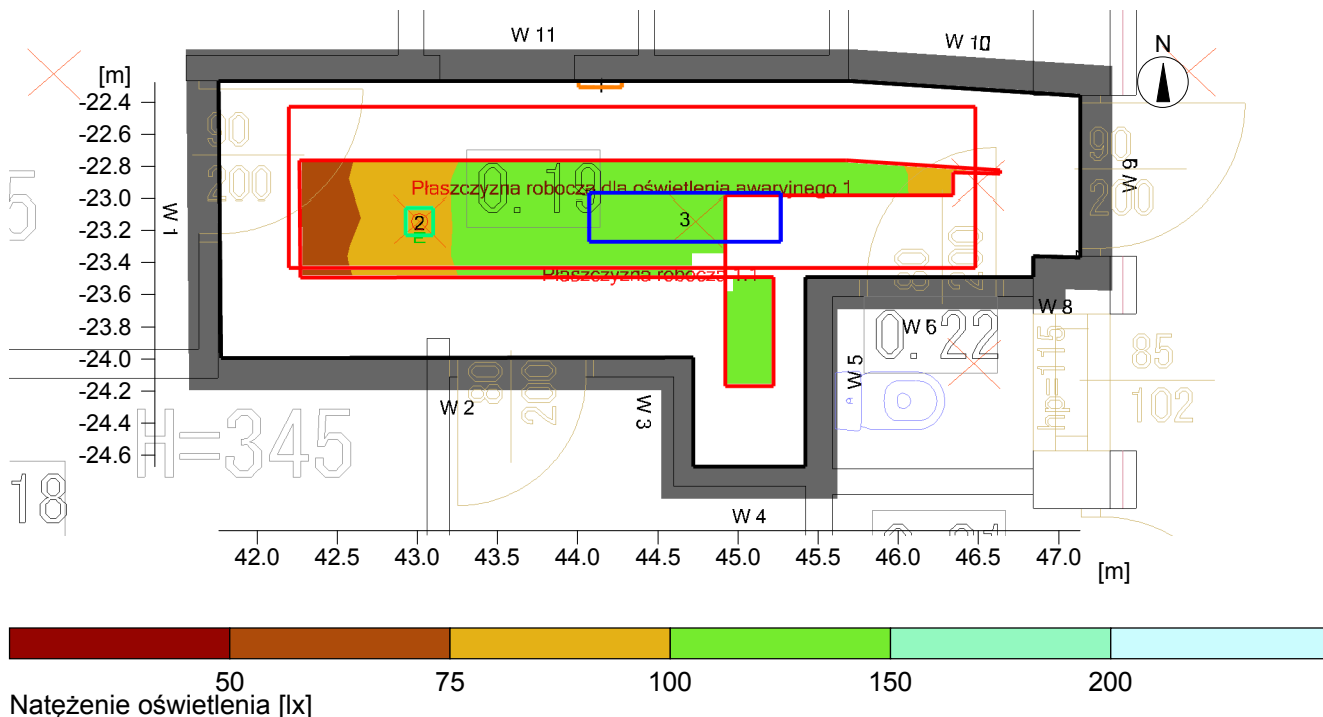 W 11
W 10
N
[m]
-22.4
-22.6
-22.8
-23.0
-23.2
-23.4
-23.6
-23.8
-24.0
-24.2
-24.4
-24.6
90
200
90
200
W 9
W 1
5
0.19
Płaszczyzna robocza dla oświetlenia awaryjnego 1
2
E
3
Płaszczyzna robocza 1.1
80
200
W 8
W 6
0.22
W 5
hp=115
85
102
80
200
W 2
W 3
H=345
18
W 4
42.0 42.5 43.0 43.5 44.0 44.5 45.0 45.5 46.0 46.5 47.0
[m]
50 75 100 150 200
Natężenie oświetlenia [lx]